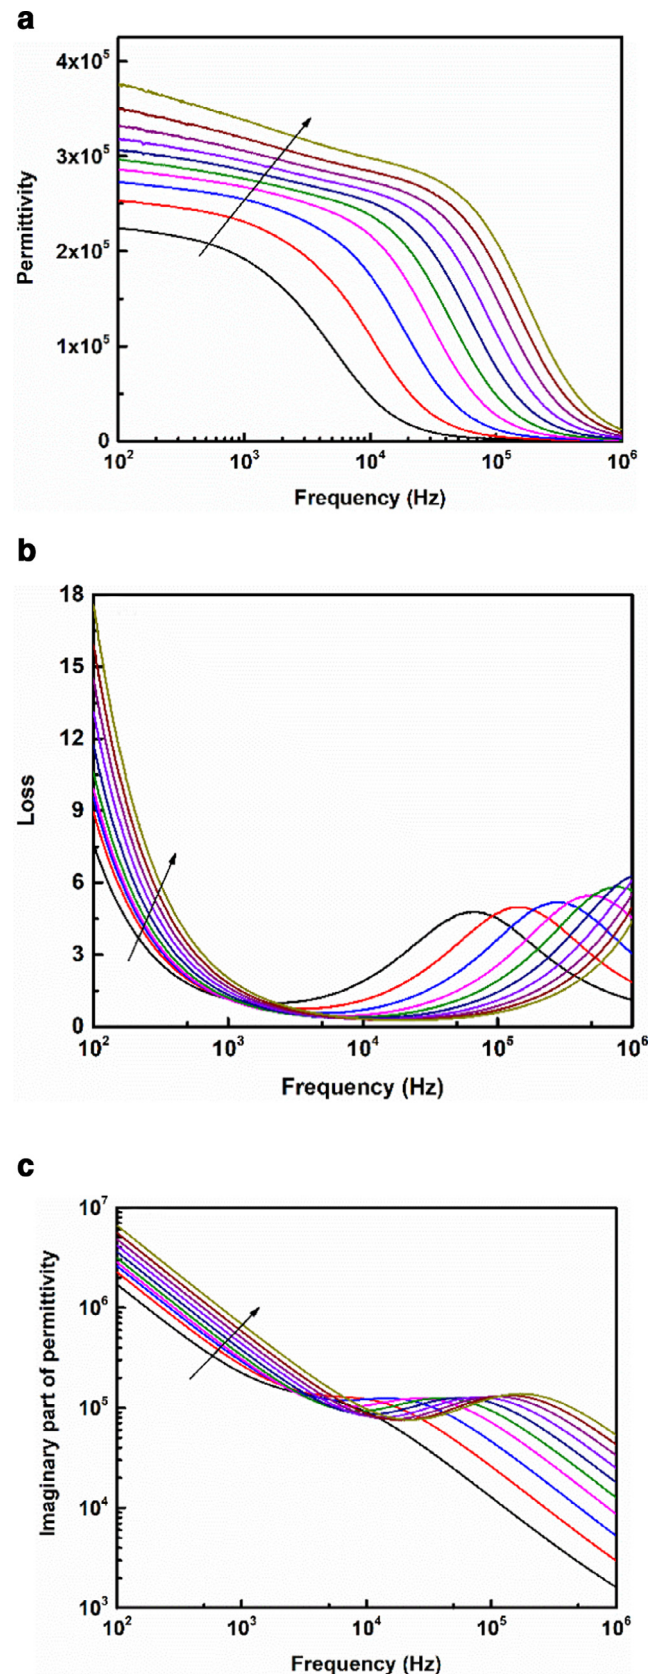 a
4x10⁵
3x10⁵
2x10⁵
1x10⁵
0
Permittivity
10² 10³ 10⁴ 10⁵ 10⁶
Frequency (Hz)
b
18
15
12
9
6
3
0
Loss
10² 10³ 10⁴ 10⁵ 10⁶
Frequency (Hz)
c
10⁷
10⁶
10⁵
10⁴
10³
Imaginary part of permittivity
10² 10³ 10⁴ 10⁵ 10⁶
Frequency (Hz)